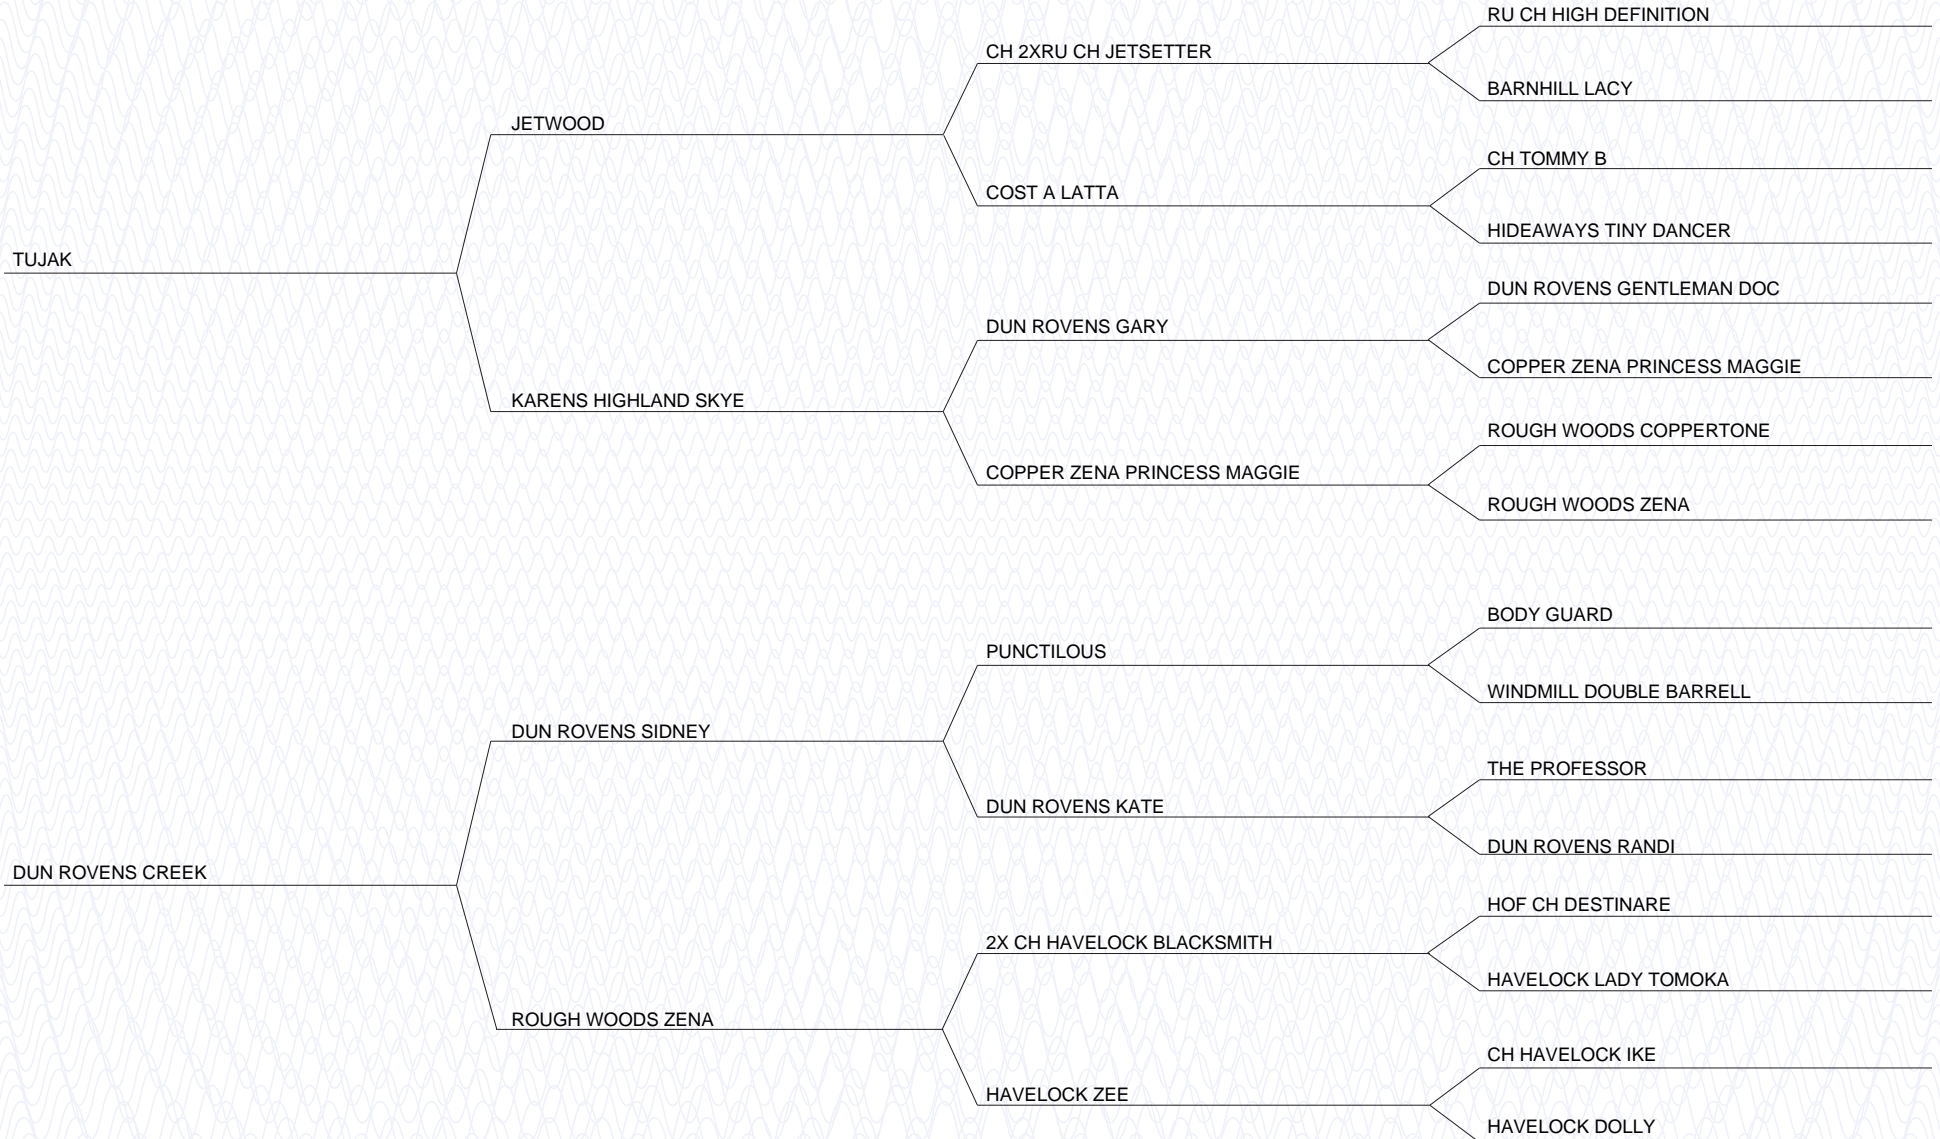 RU CH HIGH DEFINITION
CH 2XRU CH JETSETTER
BARNHILL LACY
JETWOOD
CH TOMMY B
COST A LATTA
HIDEAWAYS TINY DANCER
TUJAK
DUN ROVENS GENTLEMAN DOC
DUN ROVENS GARY
COPPER ZENA PRINCESS MAGGIE
KARENS HIGHLAND SKYE
ROUGH WOODS COPPERTONE
COPPER ZENA PRINCESS MAGGIE
ROUGH WOODS ZENA
BODY GUARD
PUNCTILOUS
WINDMILL DOUBLE BARRELL
DUN ROVENS SIDNEY
THE PROFESSOR
DUN ROVENS KATE
DUN ROVENS RANDI
DUN ROVENS CREEK
HOF CH DESTINARE
2X CH HAVELOCK BLACKSMITH
HAVELOCK LADY TOMOKA
ROUGH WOODS ZENA
CH HAVELOCK IKE
HAVELOCK ZEE
HAVELOCK DOLLY